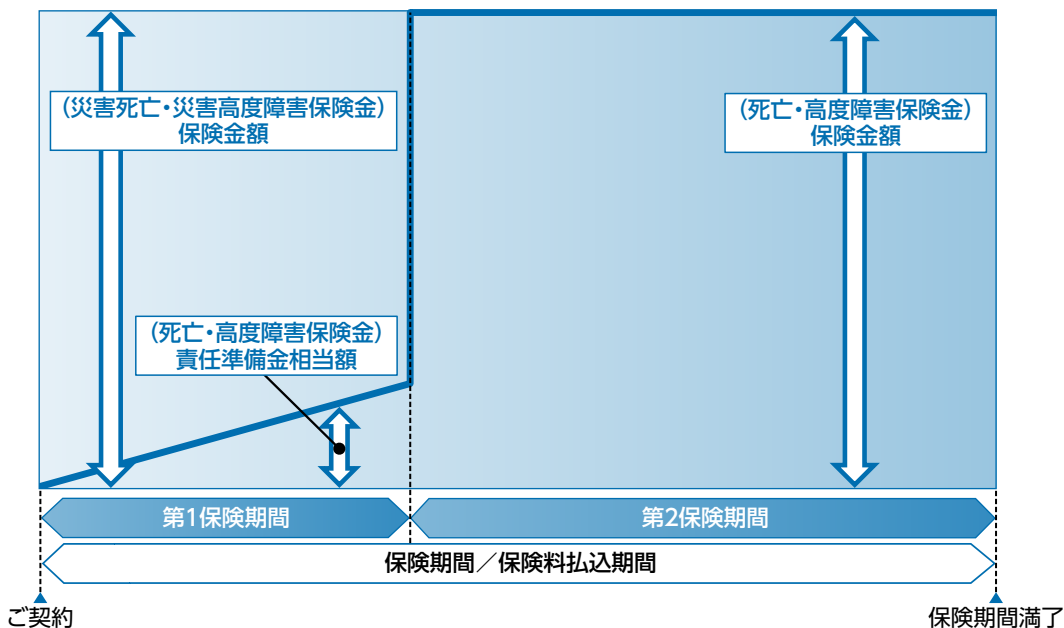 (災害死亡・災害高度障害保険金)
保険金額
(死亡・高度障害保険金)
保険金額
(死亡・高度障害保険金)
責任準備金相当額
第1保険期間
第2保険期間
保険期間／保険料払込期間
ご契約
保険期間満了